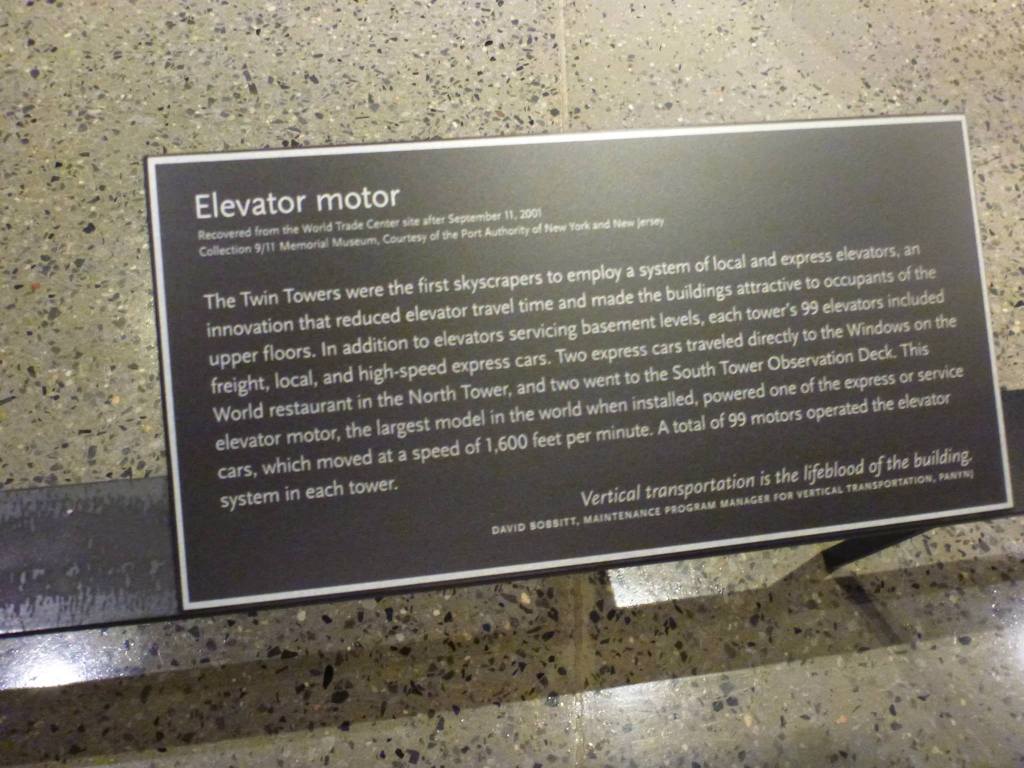 Elevator motor
Recovered from the World Trade Center site after September 11, 2001
Collection 9/11 Memorial Museum, Courtesy of the Port Authority of New York and New Jersey
The Twin Towers were the first skyscrapers to employ a system of local and express elevators, an
innovation that reduced elevator travel time and made the buildings attractive to occupants of the
upper floors. In addition to elevators servicing basement levels, each tower's 99 elevators included
freight, local, and high-speed express cars. Two express cars traveled directly to the Windows on the
World restaurant in the North Tower, and two went to the South Tower Observation Deck. This
elevator motor, the largest model in the world when installed, powered one of the express or service
cars, which moved at a speed of 1,600 feet per minute. A total of 99 motors operated the elevator
system in each tower.
Vertical transportation is the lifeblood of the building.
DAVID BOBBITT, MAINTENANCE PROGRAM MANAGER FOR VERTICAL TRANSPORTATION, PANYNJ